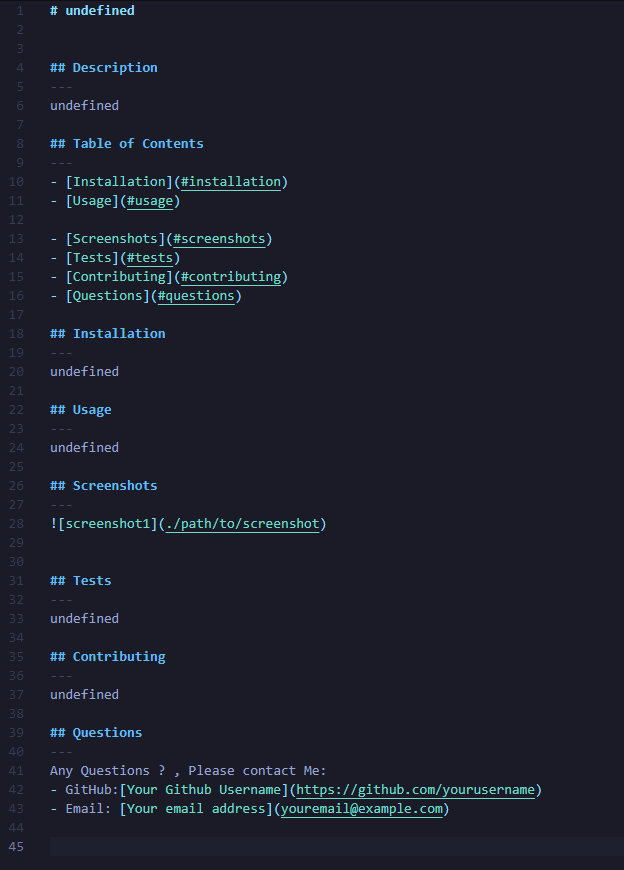 1 # undefined
2
3
4 ## Description
5 ---
6 undefined
7
8 ## Table of Contents
9 ---
10 - [Installation](#installation)
11 - [Usage](#usage)
12
13 - [Screenshots](#screenshots)
14 - [Tests](#tests)
15 - [Contributing](#contributing)
16 - [Questions](#questions)
17
18 ## Installation
19 ---
20 undefined
21
22 ## Usage
23 ---
24 undefined
25
26 ## Screenshots
27 ---
28 ![screenshot1](./path/to/screenshot)
29
30
31 ## Tests
32 ---
33 undefined
34
35 ## Contributing
36 ---
37 undefined
38
39 ## Questions
40 ---
41 Any Questions ? , Please contact Me:
42 - GitHub:[Your Github Username](https://github.com/yourusername)
43 - Email: [Your email address](youremail@example.com)
44
45